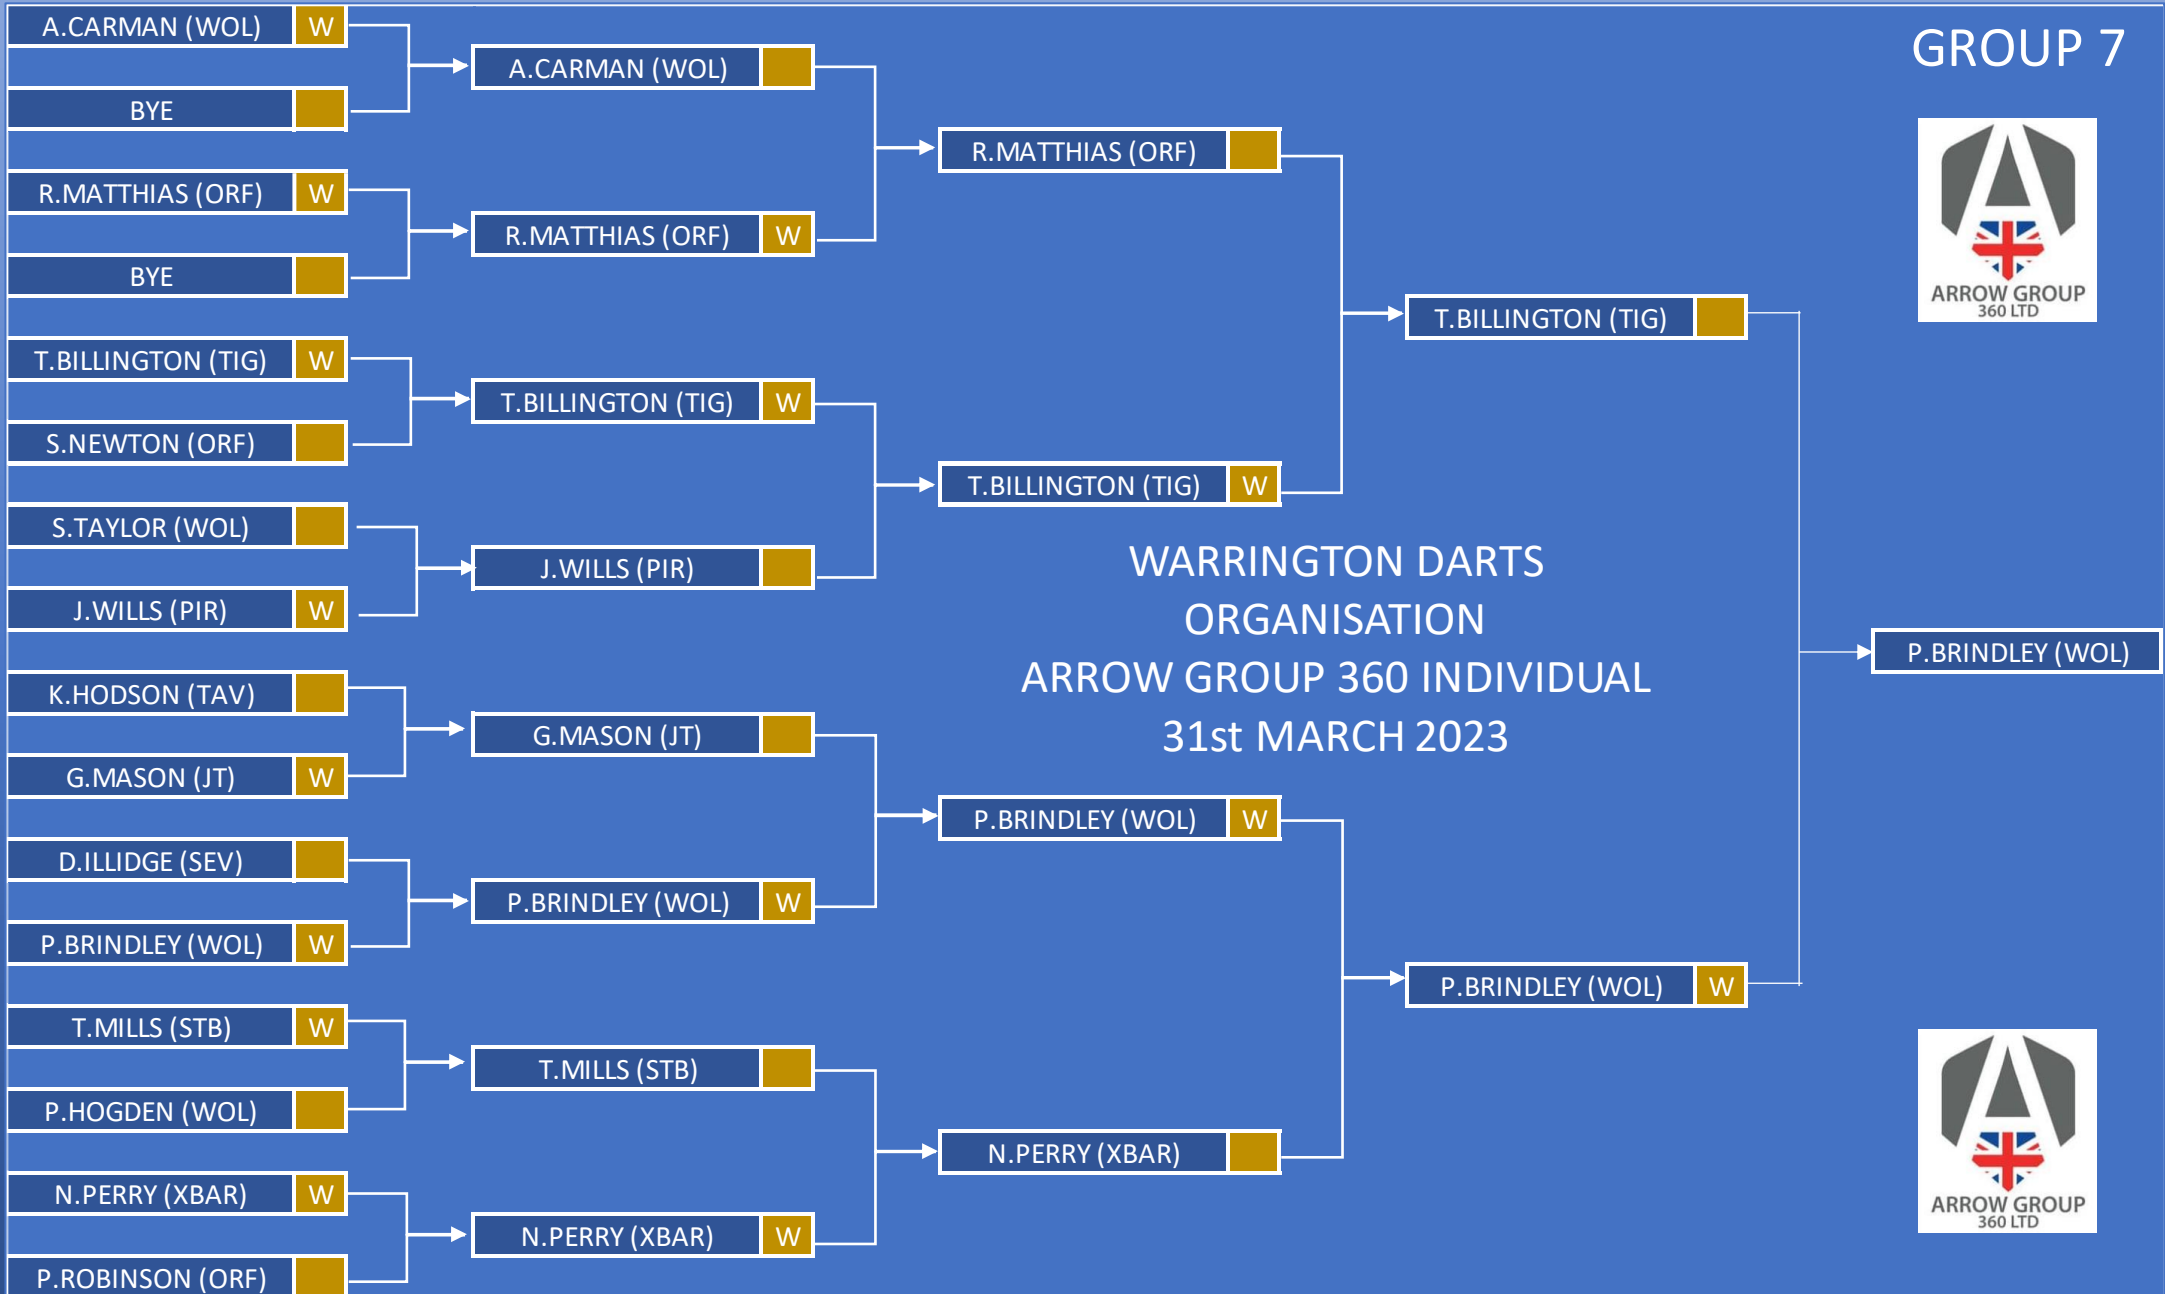 GROUP 7
A.CARMAN (WOL) W
BYE
R.MATTHIAS (ORF) W
BYE
T.BILLINGTON (TIG) W
S.NEWTON (ORF)
S.TAYLOR (WOL)
J.WILLS (PIR) W
K.HODSON (TAV)
G.MASON (JT) W
D.ILLIDGE (SEV)
P.BRINDLEY (WOL) W
T.MILLS (STB) W
P.HOGDEN (WOL)
N.PERRY (XBAR) W
P.ROBINSON (ORF)
A.CARMAN (WOL)
R.MATTHIAS (ORF) W
T.BILLINGTON (TIG) W
J.WILLS (PIR)
G.MASON (JT)
P.BRINDLEY (WOL) W
T.MILLS (STB)
N.PERRY (XBAR) W
R.MATTHIAS (ORF)
T.BILLINGTON (TIG) W
P.BRINDLEY (WOL) W
N.PERRY (XBAR)
T.BILLINGTON (TIG)
P.BRINDLEY (WOL) W
P.BRINDLEY (WOL)
WARRINGTON DARTS
ORGANISATION
ARROW GROUP 360 INDIVIDUAL
31st MARCH 2023
ARROW GROUP
360 LTD
ARROW GROUP
360 LTD